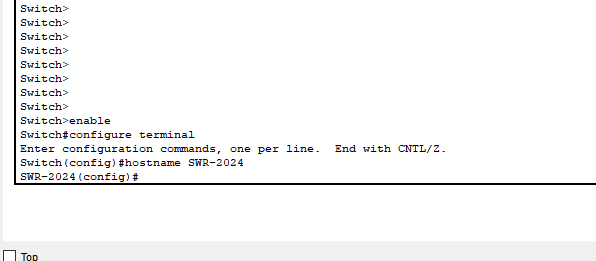 Switch>
Switch>
Switch>
Switch>
Switch>
Switch>
Switch>
Switch>
Switch>enable
Switch#configure terminal
Enter configuration commands, one per line.  End with CNTL/Z.
Switch(config)#hostname SWR-2024
SWR-2024(config)#
Top